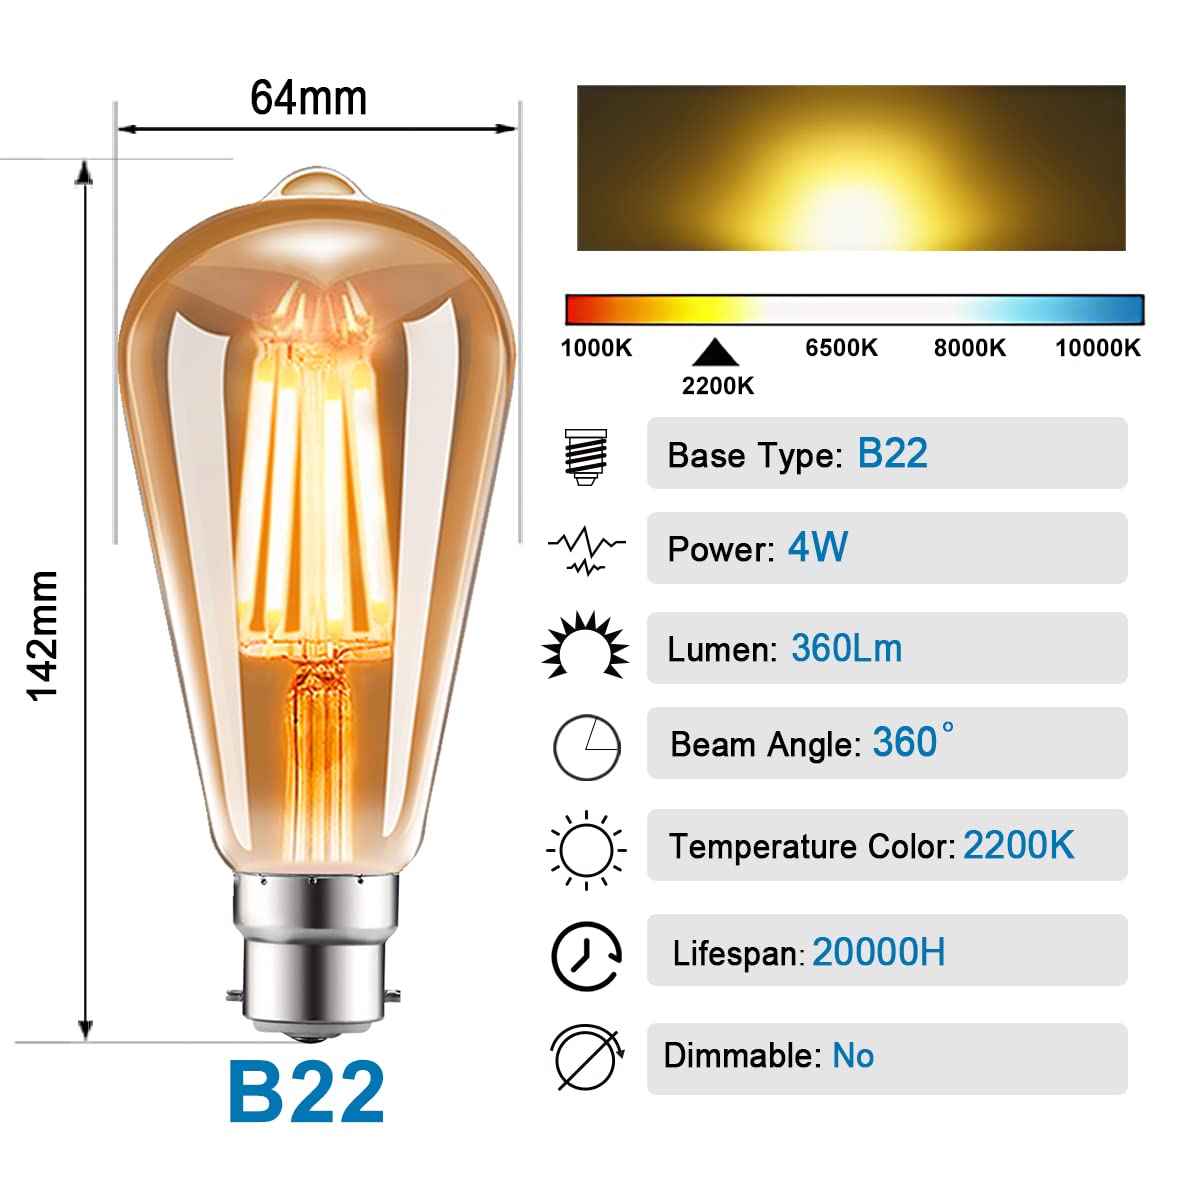 64mm
142mm
B22
1000K
6500K
8000K
10000K
2200K
Base Type: B22
Power: 4W
Lumen: 360Lm
Beam Angle: 360°
Temperature Color: 2200K
Lifespan: 20000H
Dimmable: No